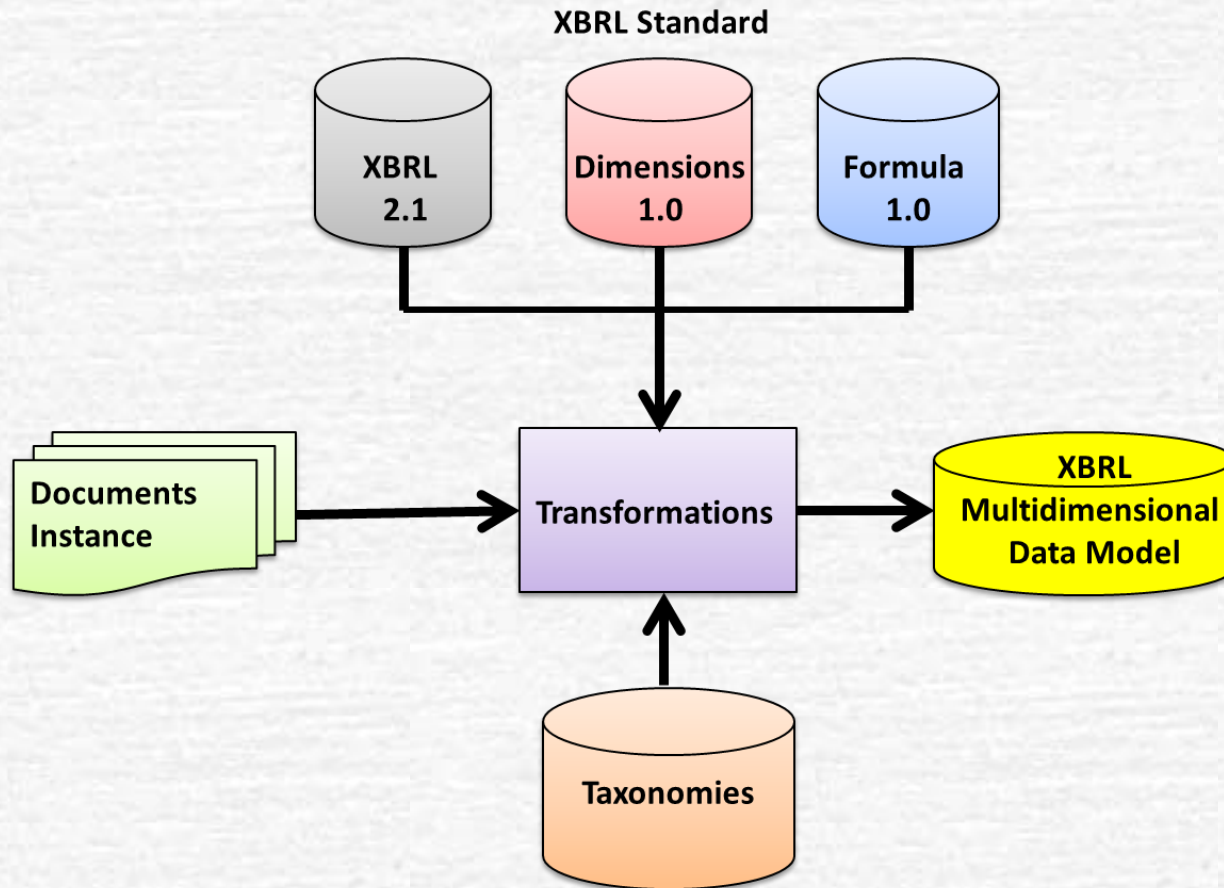 XBRL Standard
XBRL
2.1
Dimensions
1.0
Formula
1.0
Documents
Instance
Transformations
XBRL
Multidimensional
Data Model
Taxonomies